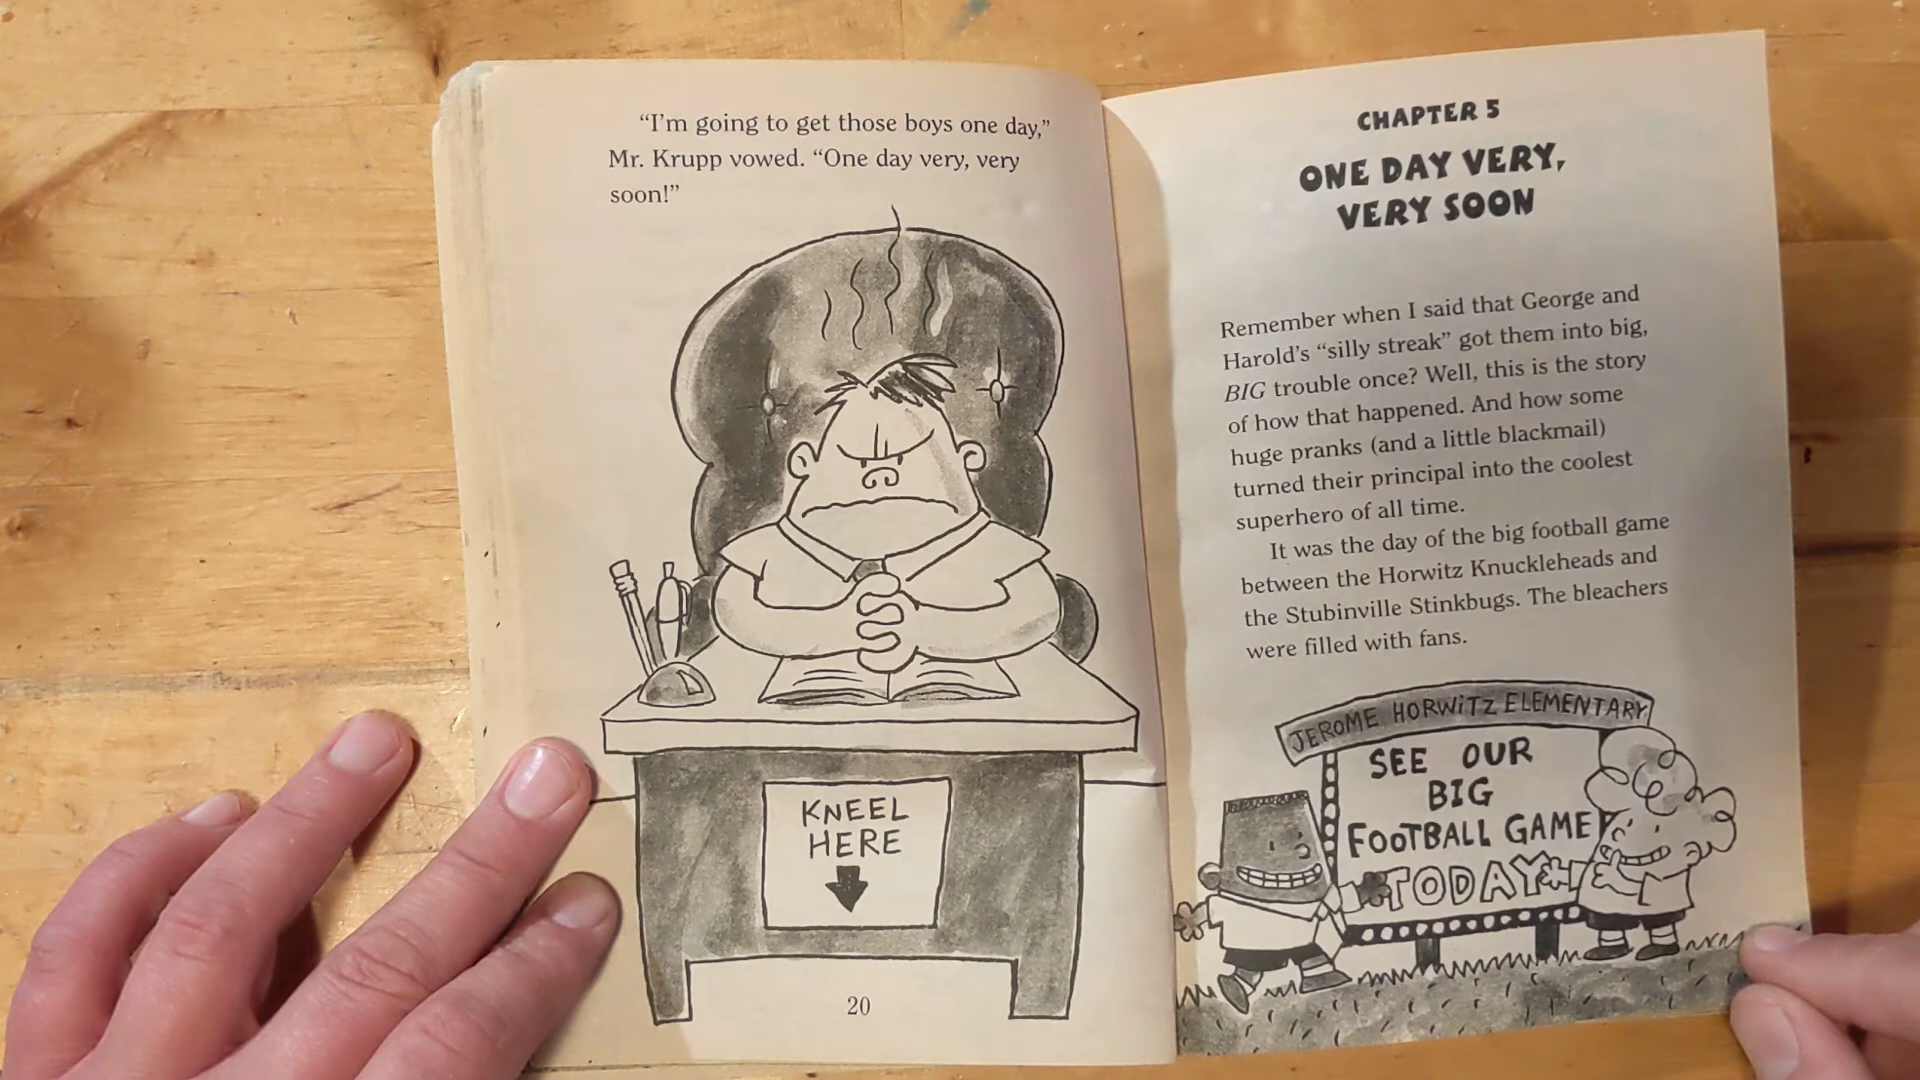 “I’m going to get those boys one day,”
Mr. Krupp vowed. “One day very, very
soon!”
KNEEL
HERE
20
CHAPTER 5
ONE DAY VERY,
VERY SOON
Remember when I said that George and
Harold’s “silly streak” got them into big,
BIG trouble once? Well, this is the story
of how that happened. And how some
huge pranks (and a little blackmail)
turned their principal into the coolest
superhero of all time.
It was the day of the big football game
between the Horwitz Knuckleheads and
the Stubinville Stinkbugs. The bleachers
were filled with fans.
JEROME HORWiTZ ELEMENTARY
SEE OUR
BIG
FOOTBALL GAME
TODAY